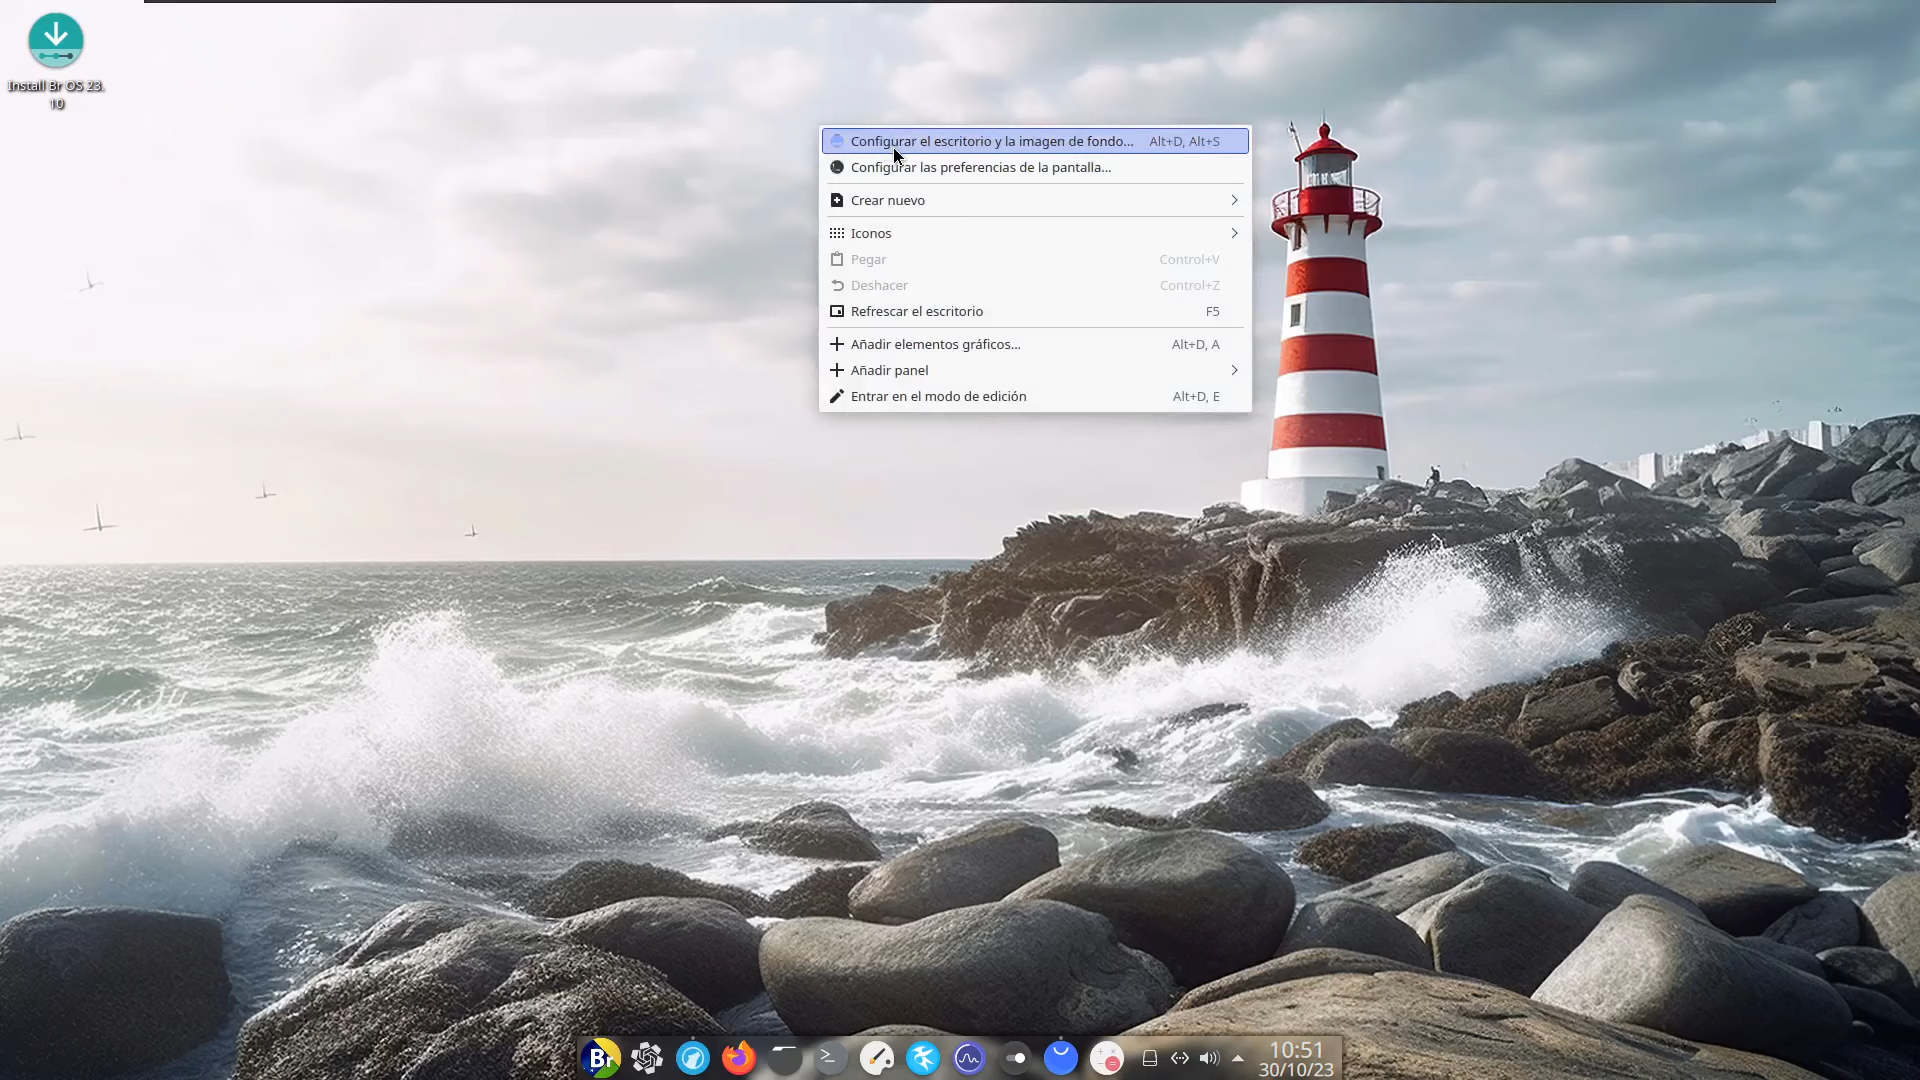 Install Br OS 23.
10
Configurar el escritorio y la imagen de fondo... Alt+D, Alt+S
Configurar las preferencias de la pantalla...
Crear nuevo
Iconos
Pegar Control+V
Deshacer Control+Z
Refrescar el escritorio F5
Añadir elementos gráficos... Alt+D, A
Añadir panel
Entrar en el modo de edición Alt+D, E
Br
10:51
30/10/23